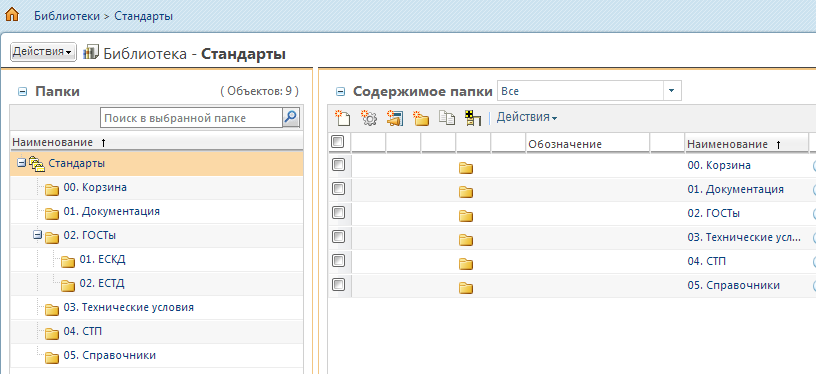 Библиотеки > Стандарты
Действия
Библиотека - Стандарты
Папки
( Объектов: 9 )
Поиск в выбранной папке
Наименование ↑
Стандарты
00. Корзина
01. Документация
02. ГОСТы
01. ЕСКД
02. ЕСТД
03. Технические условия
04. СТП
05. Справочники
Содержимое папки Все
Действия
Обозначение Наименование ↑
00. Корзина
01. Документация
02. ГОСТы
03. Технические усл...
04. СТП
05. Справочники